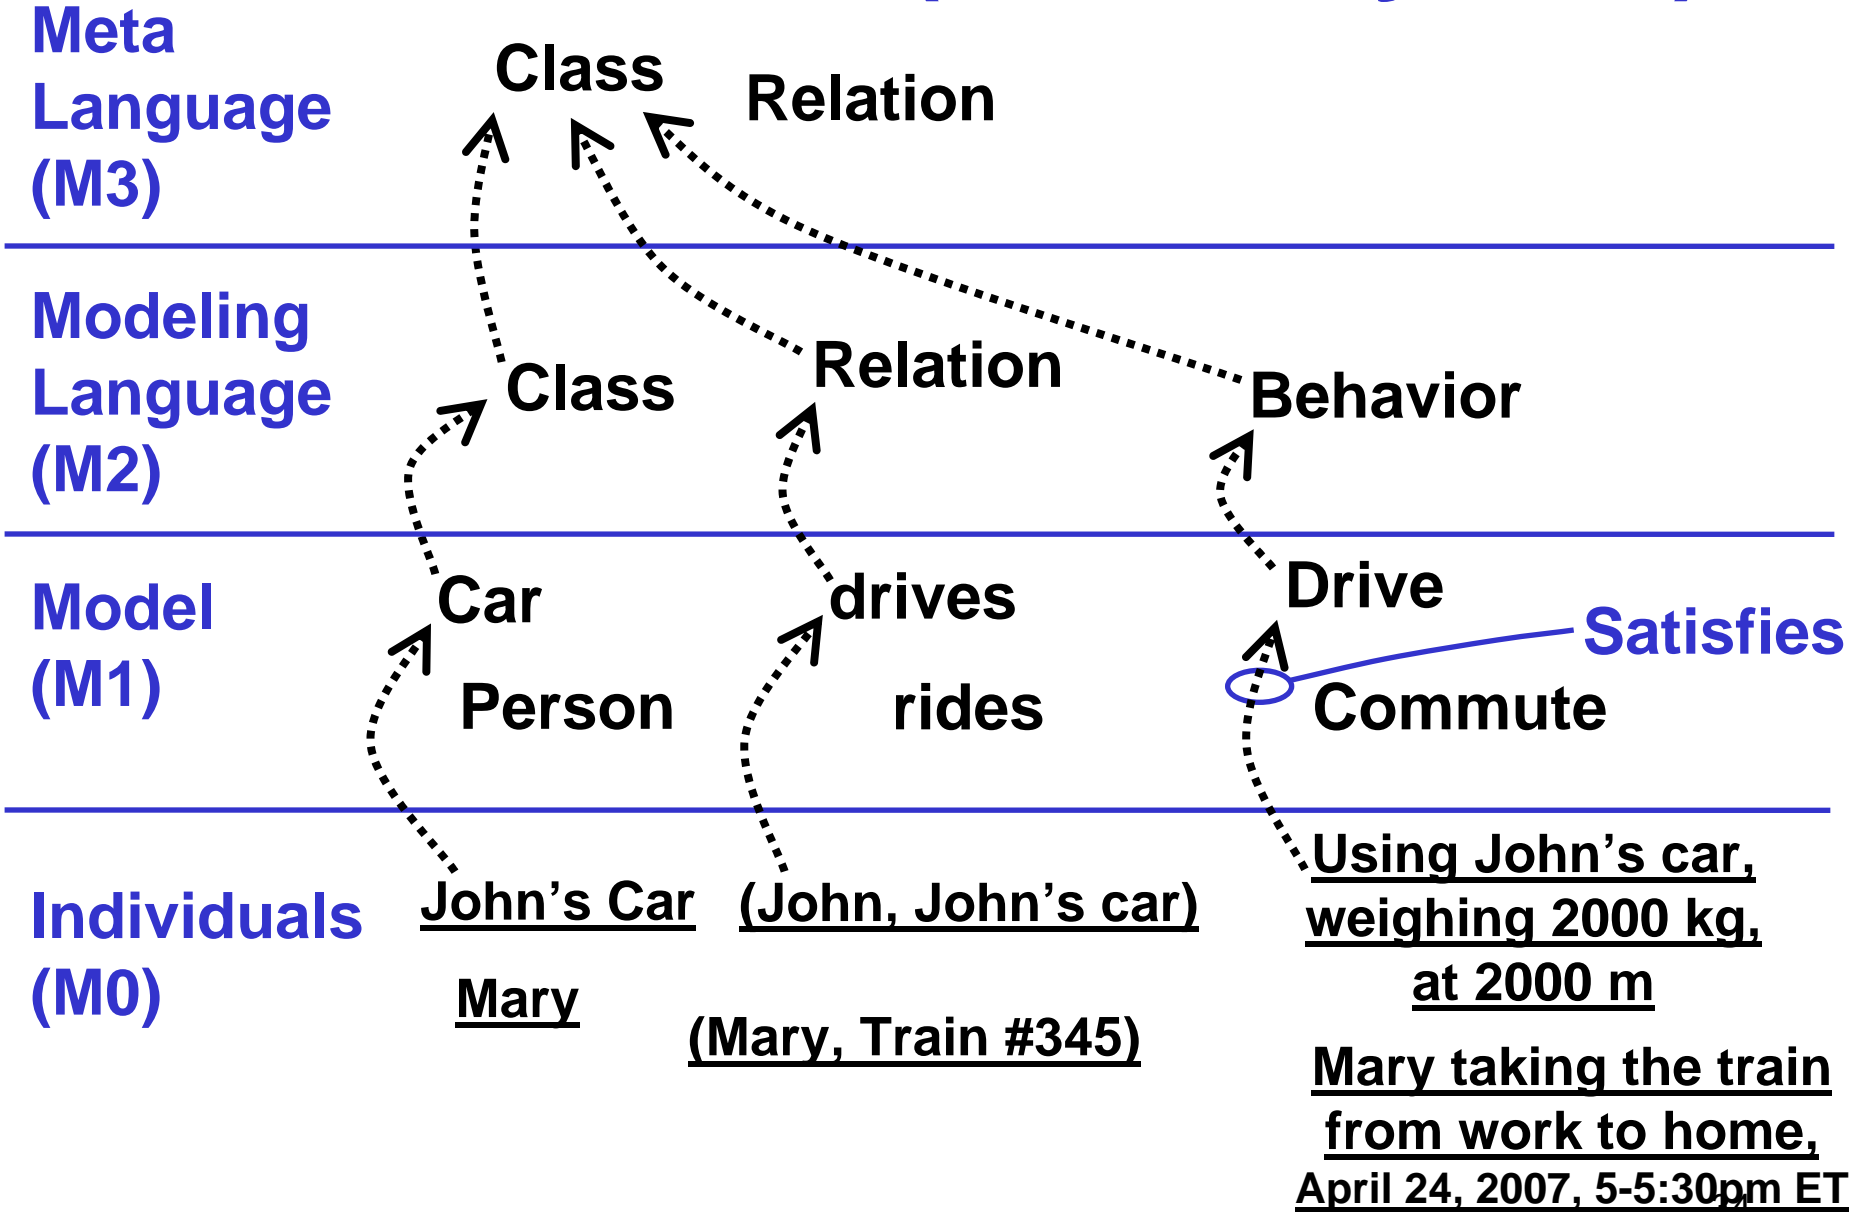 Meta
Language
(M3)
Class
Relation
Modeling
Language
(M2)
Class
Relation
Behavior
Model
(M1)
Car
drives
Drive
Satisfies
Person
rides
Commute
Individuals
(M0)
John’s Car
(John, John’s car)
Using John’s car,
weighing 2000 kg,
at 2000 m
Mary
(Mary, Train #345)
Mary taking the train
from work to home,
April 24, 2007, 5-5:30pm ET